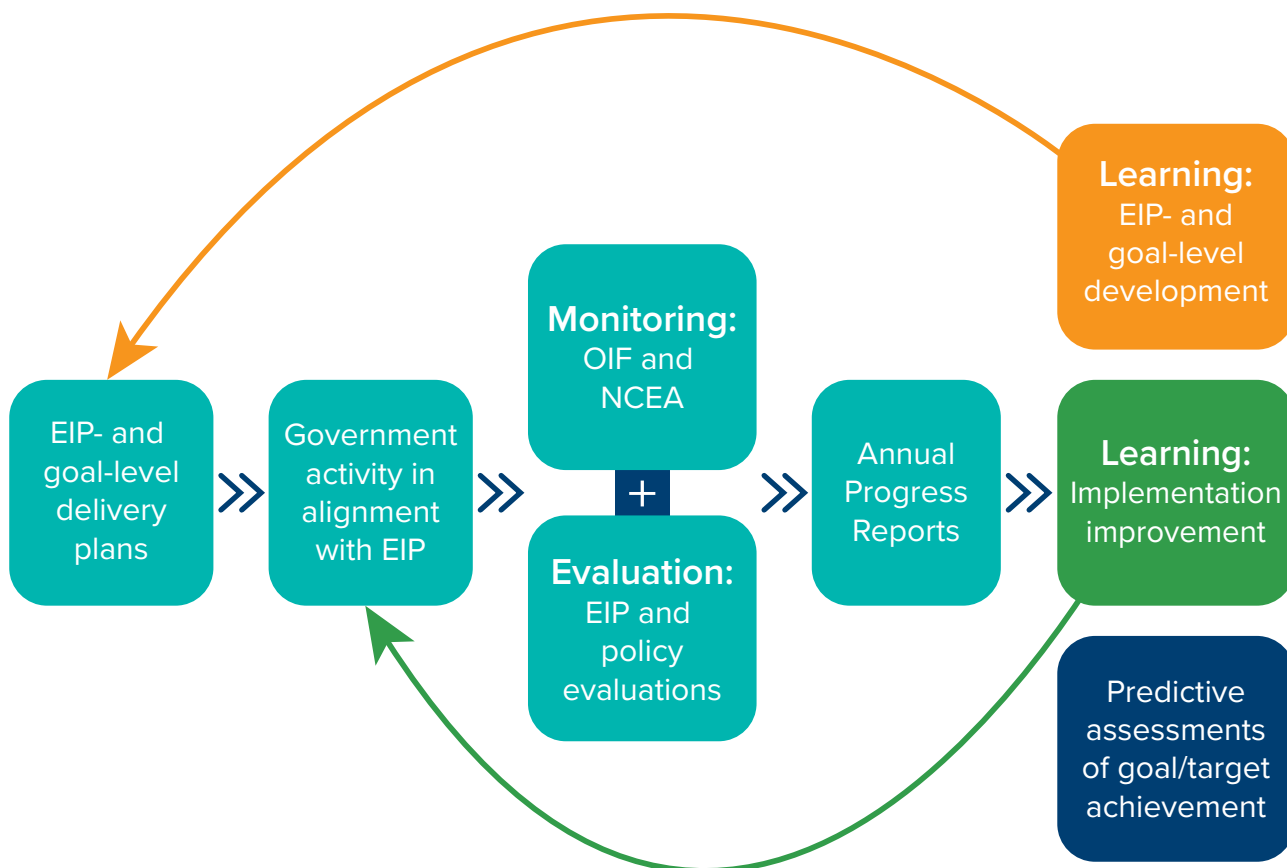 EIP- and
goal-level
delivery
plans
Government
activity in
alignment
with EIP
Monitoring:
OIF and
NCEA
+
Evaluation:
EIP and
policy
evaluations
Annual
Progress
Reports
Learning:
EIP- and
goal-level
development
Learning:
Implementation
improvement
Predictive
assessments
of goal/target
achievement